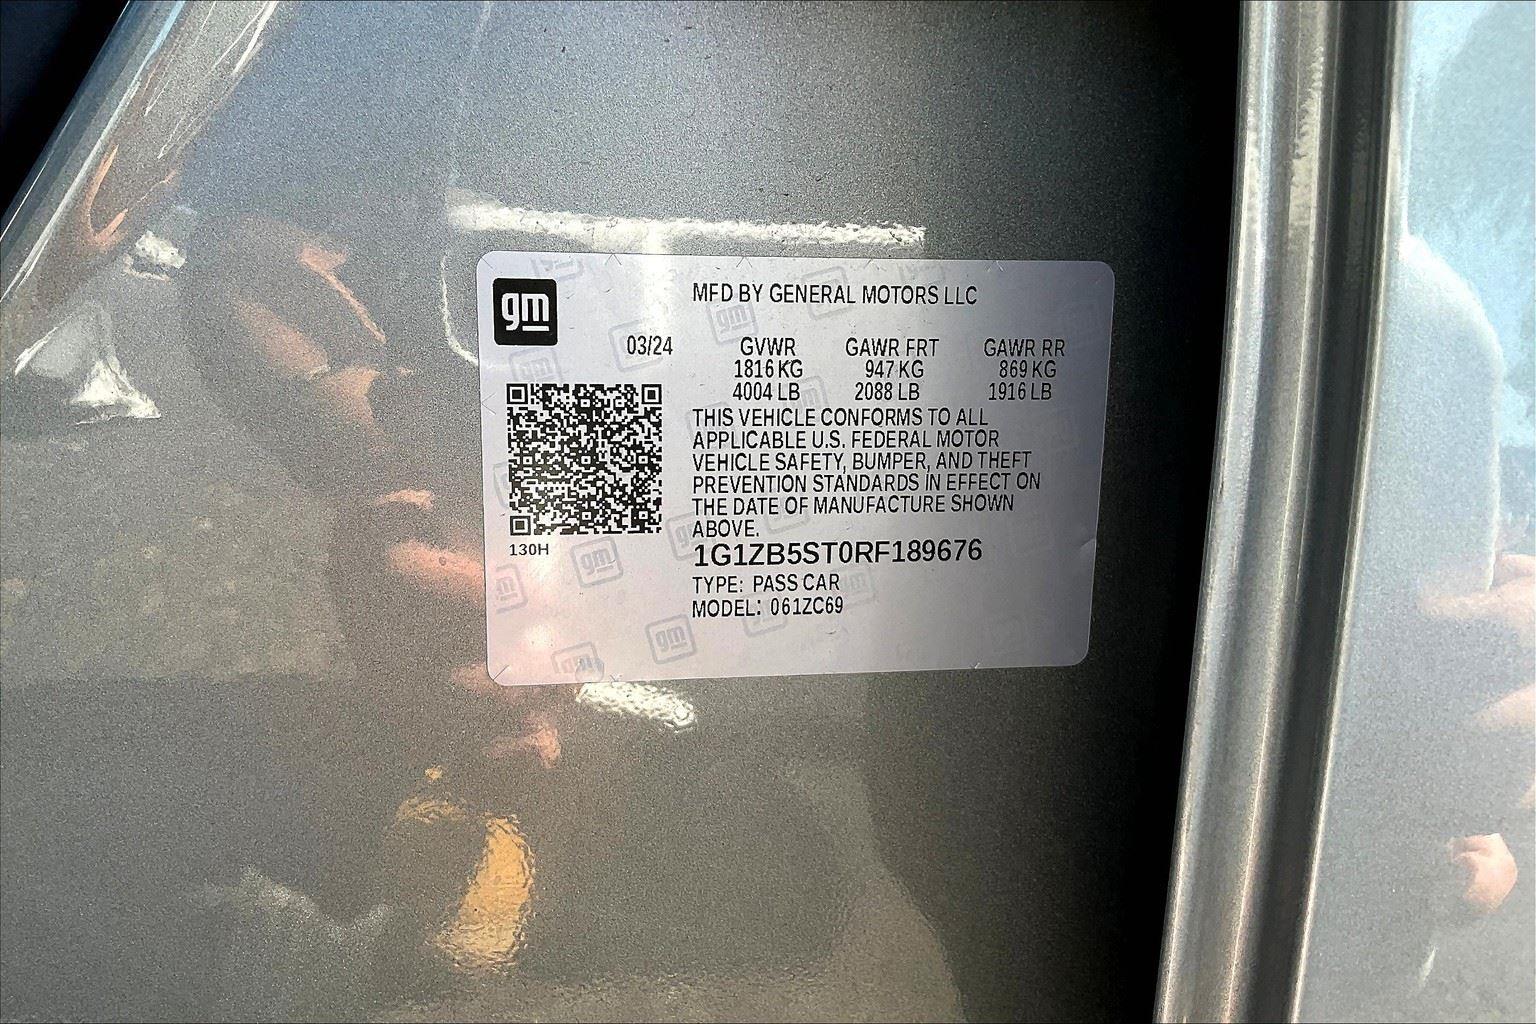 gm
MFD BY GENERAL MOTORS LLC
03/24 GVWR GAWR FRT GAWR RR
1816 KG 947 KG 869 KG
4004 LB 2088 LB 1916 LB
THIS VEHICLE CONFORMS TO ALL
APPLICABLE U.S. FEDERAL MOTOR
VEHICLE SAFETY, BUMPER, AND THEFT
PREVENTION STANDARDS IN EFFECT ON
THE DATE OF MANUFACTURE SHOWN
ABOVE.
130H
1G1ZB5ST0RF189676
TYPE: PASS CAR
MODEL: 061ZC69